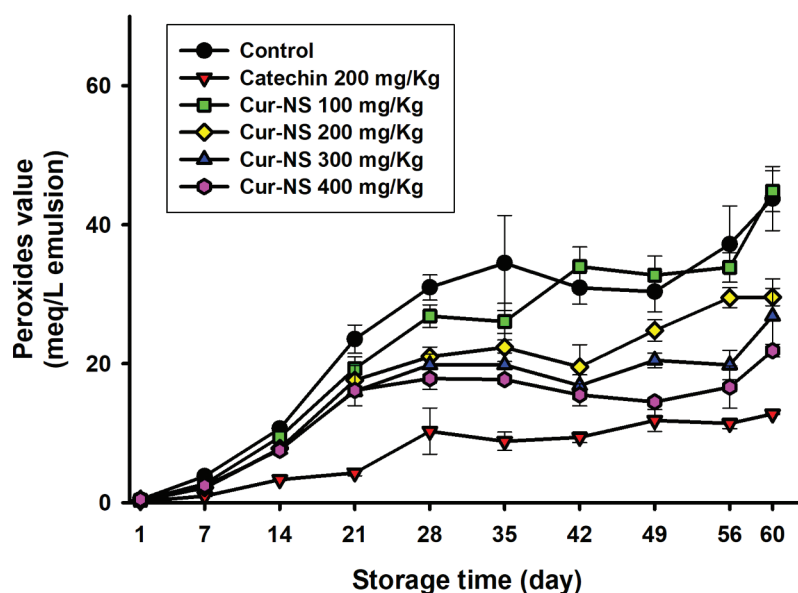 Control
Catechin 200 mg/Kg
Cur-NS 100 mg/Kg
Cur-NS 200 mg/Kg
Cur-NS 300 mg/Kg
Cur-NS 400 mg/Kg
Peroxides value
(meq/L emulsion)
60
40
20
0
1 7 14 21 28 35 42 49 56 60
Storage time (day)